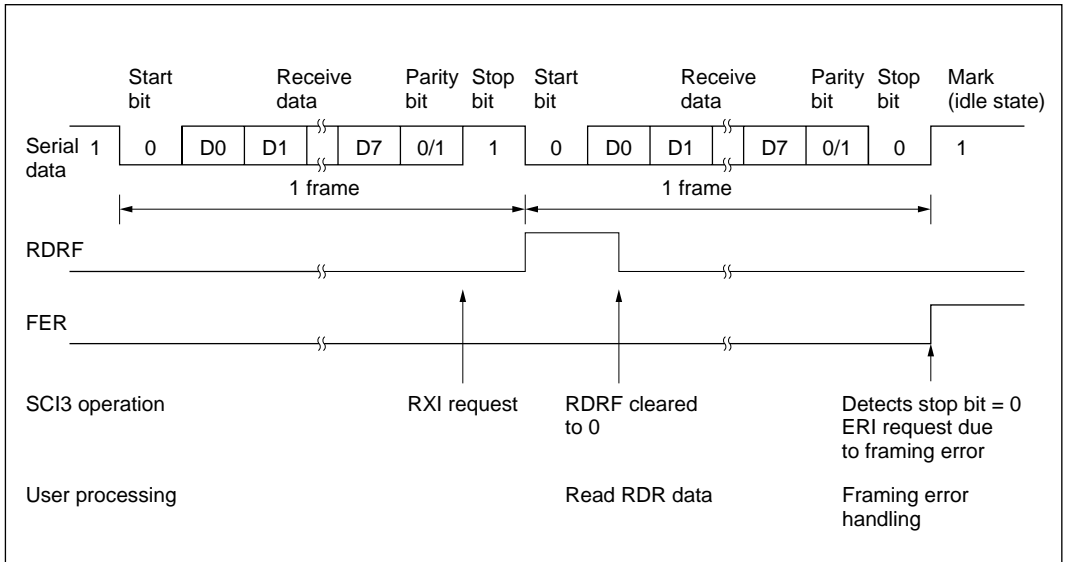 Start bit Receive data Parity bit Stop bit Start bit Receive data Parity bit Stop bit Mark (idle state)
Serial data 1 0 D0 D1 D7 0/1 1 0 D0 D1 D7 0/1 0 1
1 frame 1 frame
RDRF
FER
SCI3 operation RXI request RDRF cleared to 0 Detects stop bit = 0 ERI request due to framing error
User processing Read RDR data Framing error handling